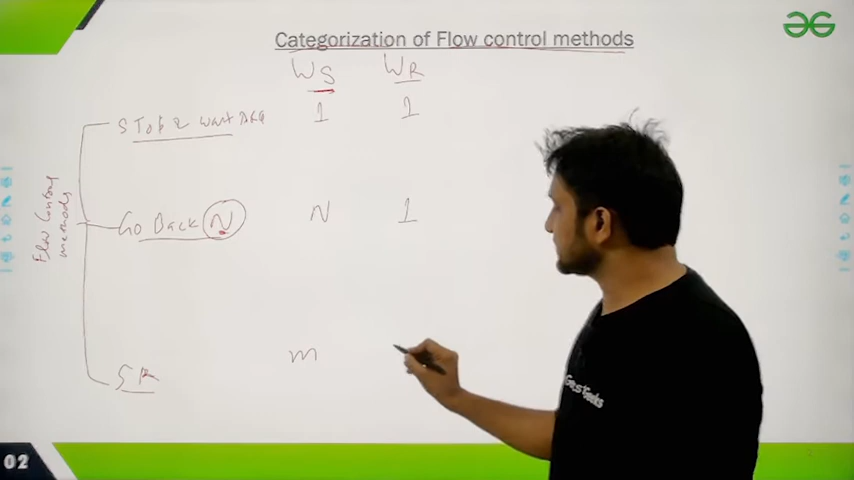 Categorization of Flow control methods
WS WR
Stop & wait ARQ 1 1
Flow Control methods
Go Back N N 1
SR m
GeeksforGeeks
02